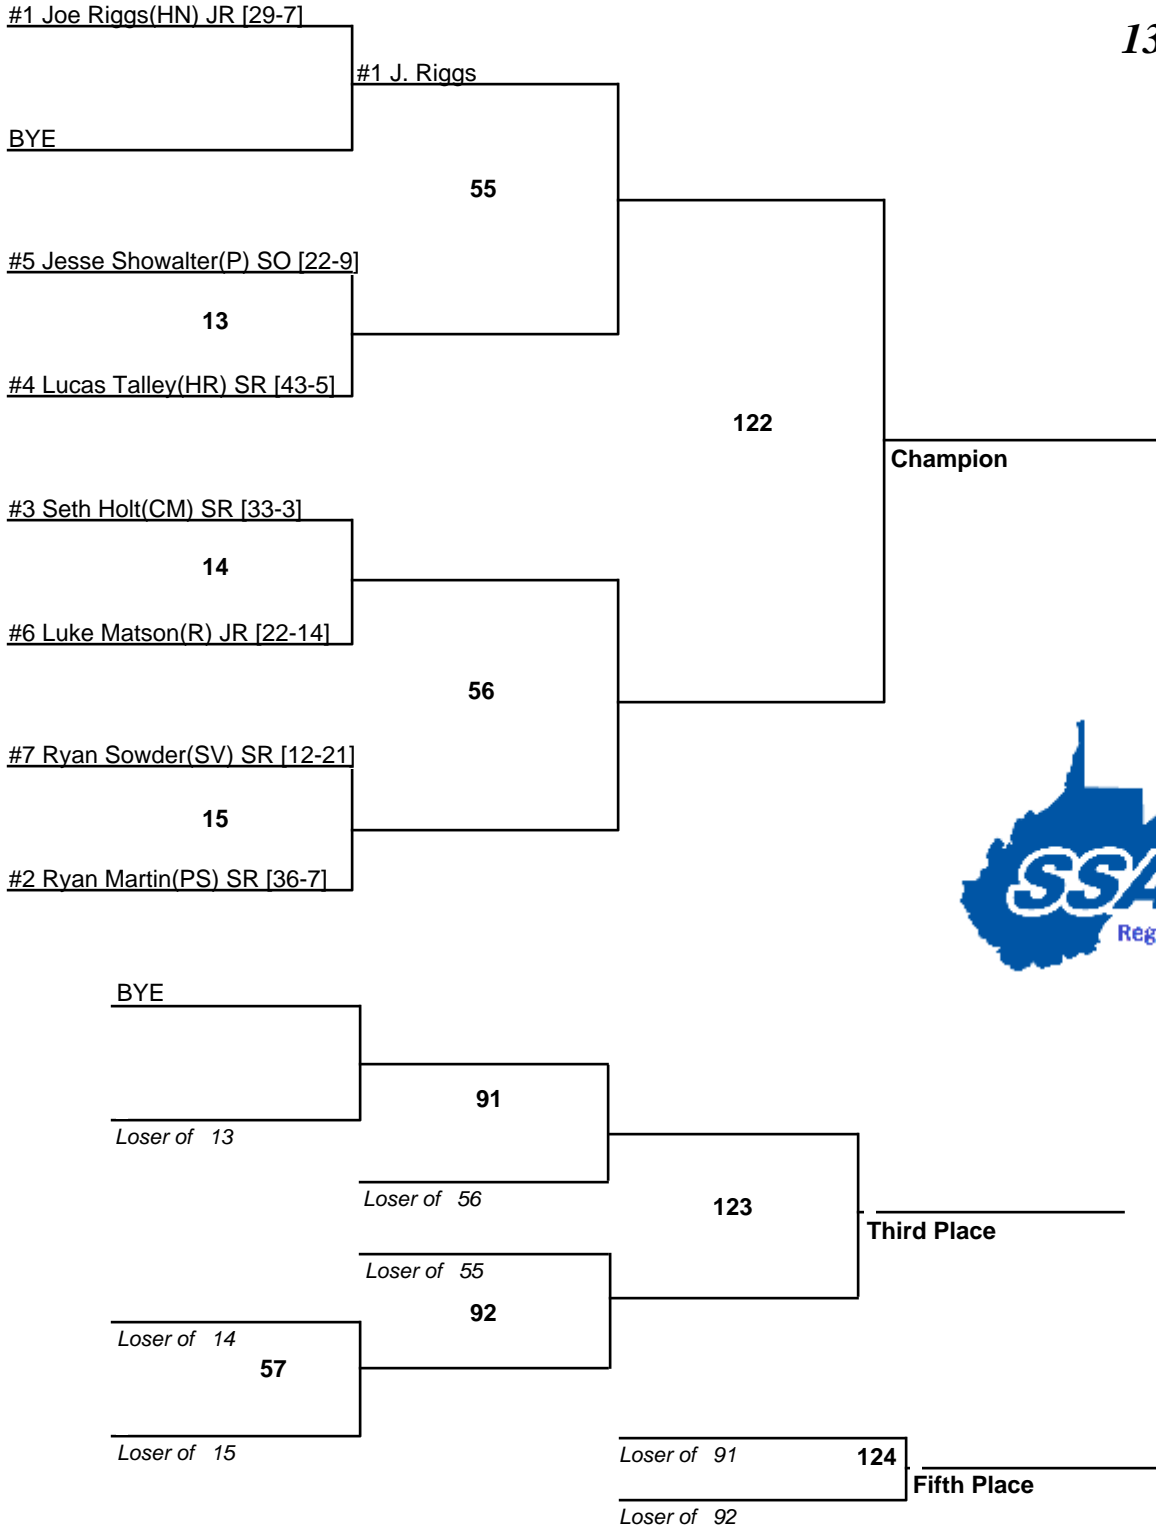 #1 Joe Riggs(HN) JR [29-7]
13
#1 J. Riggs
BYE
55
#5 Jesse Showalter(P) SO [22-9]
13
#4 Lucas Talley(HR) SR [43-5]
122
Champion
#3 Seth Holt(CM) SR [33-3]
14
#6 Luke Matson(R) JR [22-14]
56
#7 Ryan Sowder(SV) SR [12-21]
15
#2 Ryan Martin(PS) SR [36-7]
SSA
Reg
BYE
91
Loser of 13
Loser of 56
123
Third Place
Loser of 55
92
Loser of 14
57
Loser of 15
Loser of 91
124
Fifth Place
Loser of 92